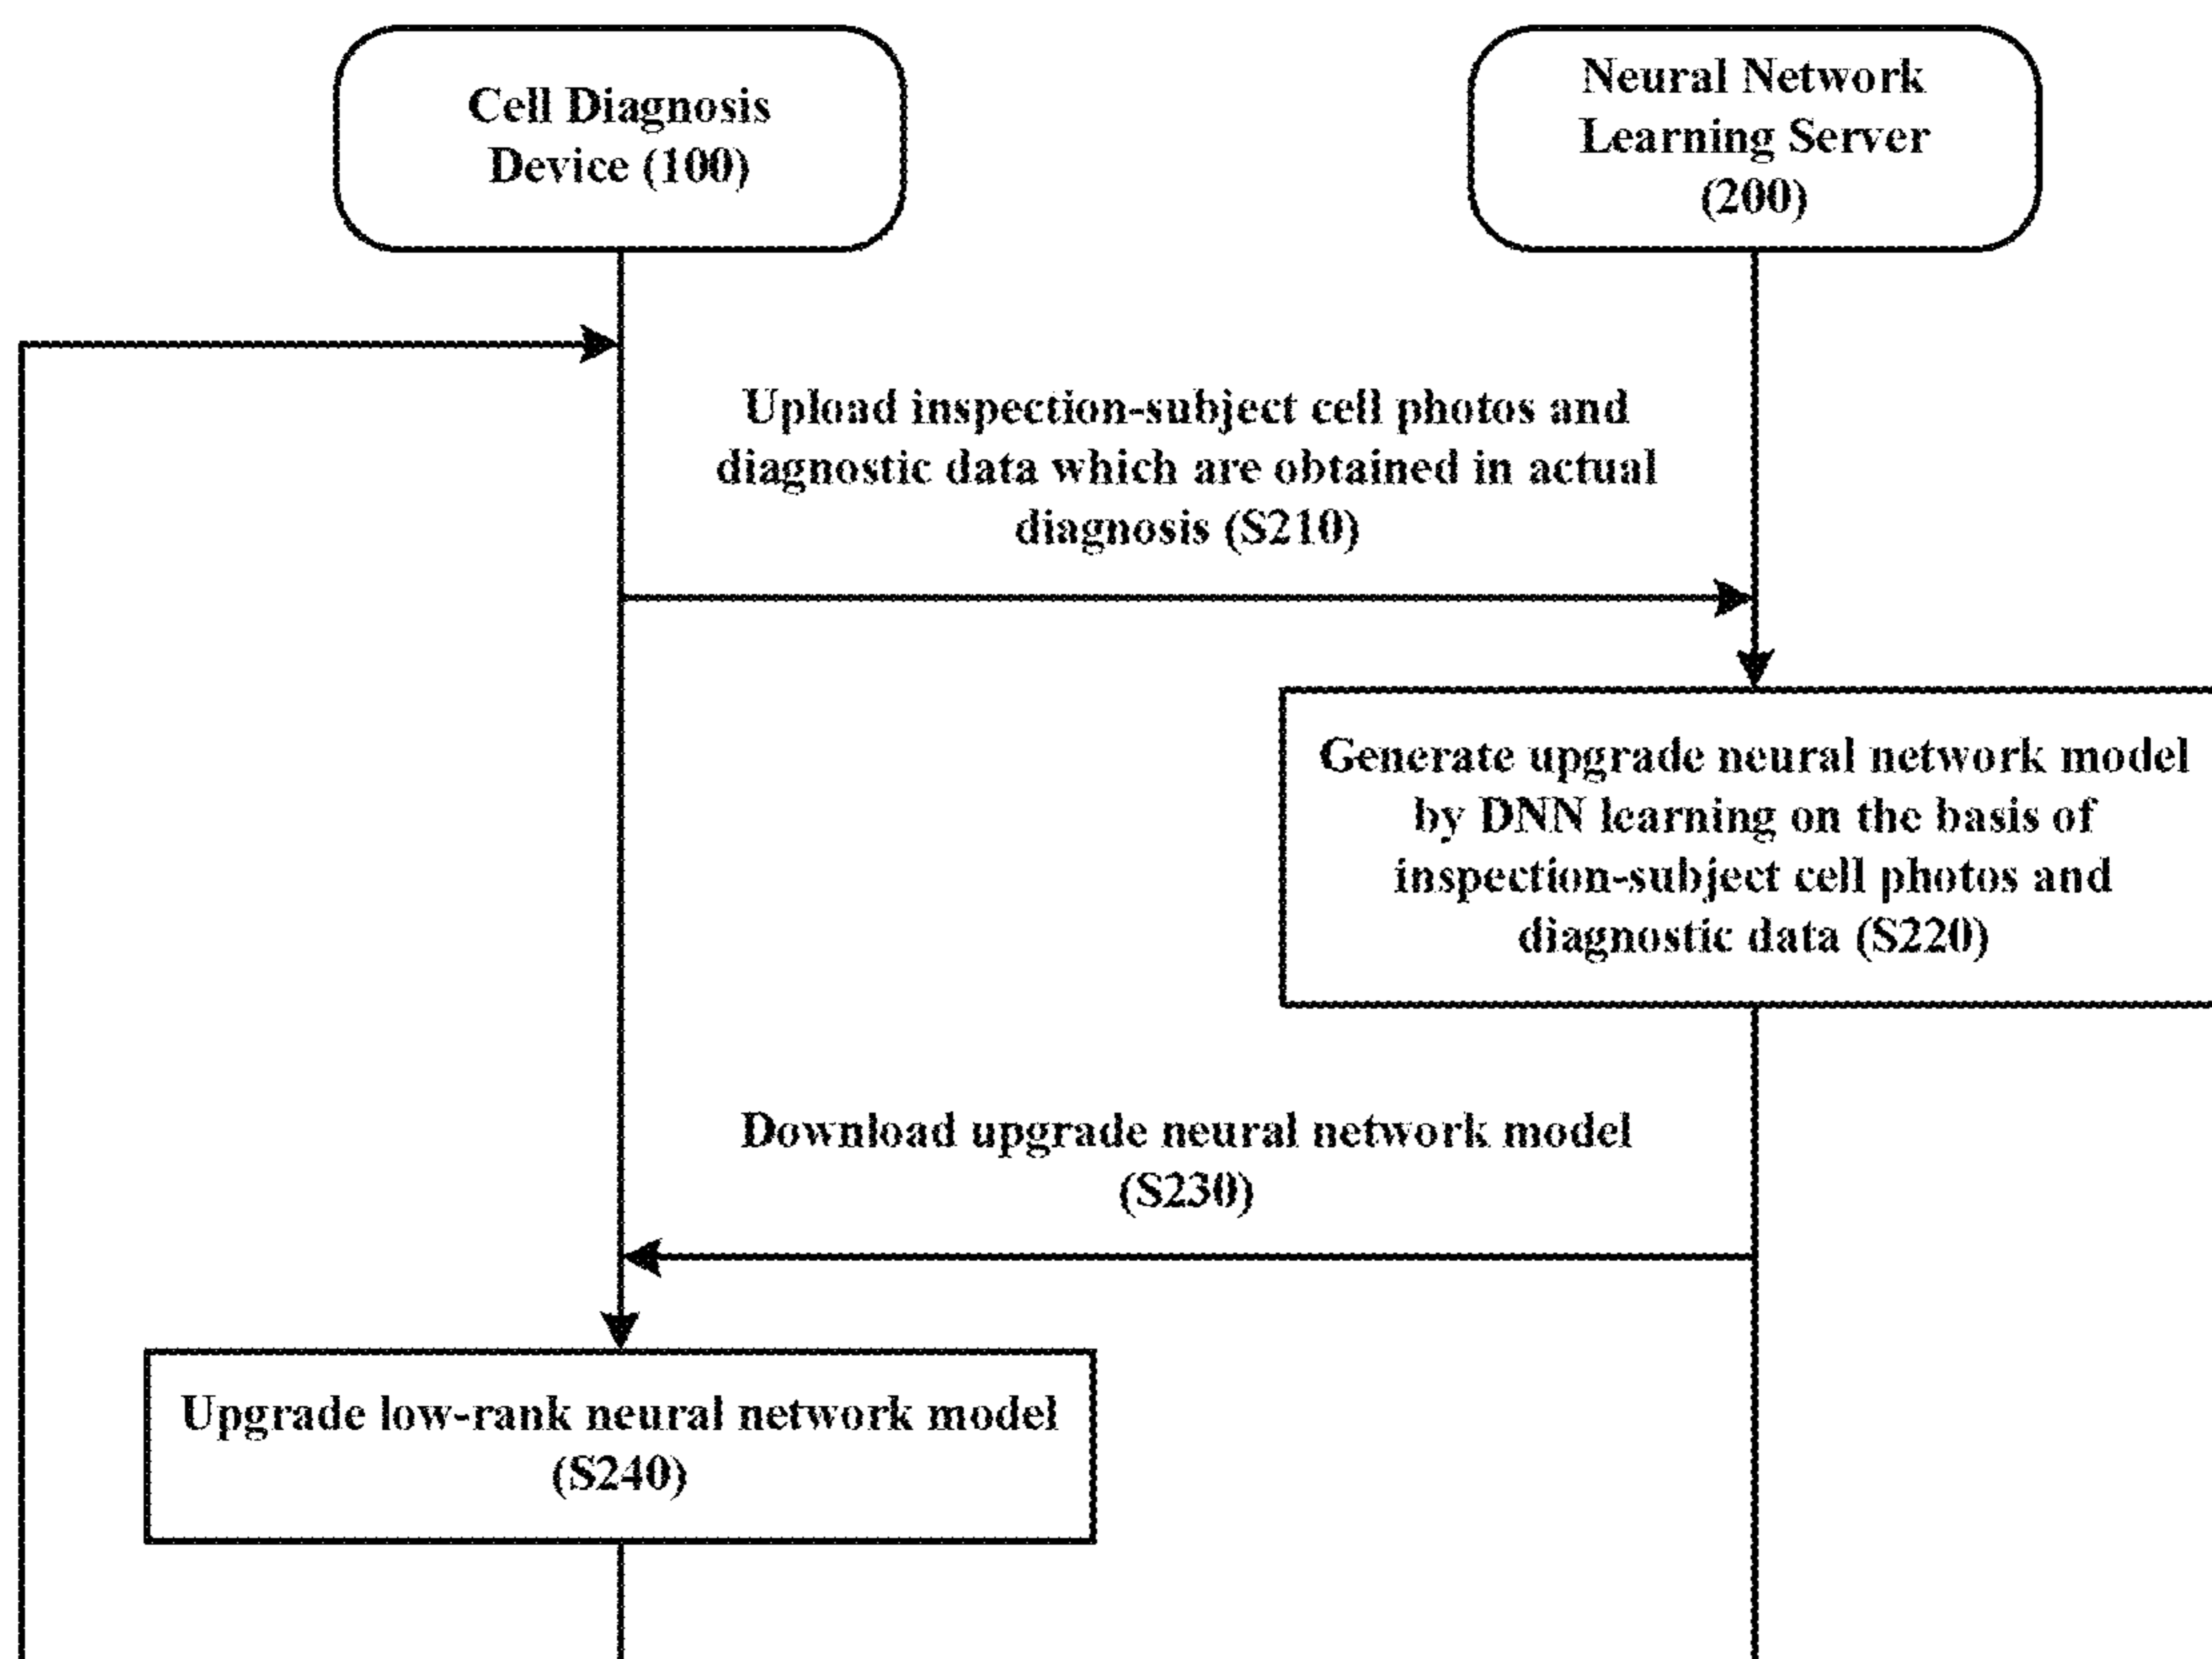 Cell Diagnosis
Device (100)
Neural Network
Learning Server
(200)
Upload inspection-subject cell photos and
diagnostic data which are obtained in actual
diagnosis (S210)
Generate upgrade neural network model
by DNN learning on the basis of
inspection-subject cell photos and
diagnostic data (S220)
Download upgrade neural network model
(S230)
Upgrade low-rank neural network model
(S240)